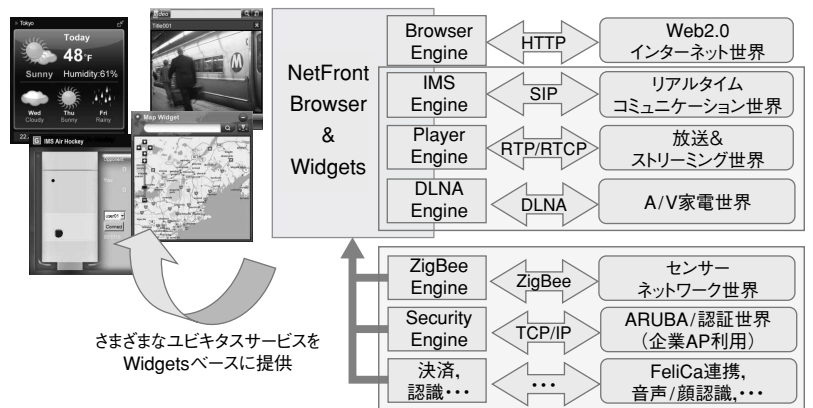 Tokyo
Today
48°F
Sunny Humidity:61%
Wed
Cloudy
Thu
Sunny
Fri
Rainy
22:
Title001
Map Widget
IMS Air Hockey
Opponent
user01
さまざまなユビキタスサービスを
Widgetsベースに提供
NetFront
Browser
&
Widgets
Browser
Engine
HTTP
Web2.0
インターネット世界
IMS
Engine
SIP
リアルタイム
コミュニケーション世界
Player
Engine
RTP/RTCP
放送&
ストリーミング世界
DLNA
Engine
DLNA
A/V家電世界
ZigBee
Engine
ZigBee
センサー
ネットワーク世界
Security
Engine
TCP/IP
ARUBA/認証世界
（企業AP利用）
決済,
認識･･･
･･･
FeliCa連携,
音声/顔認識,･･･